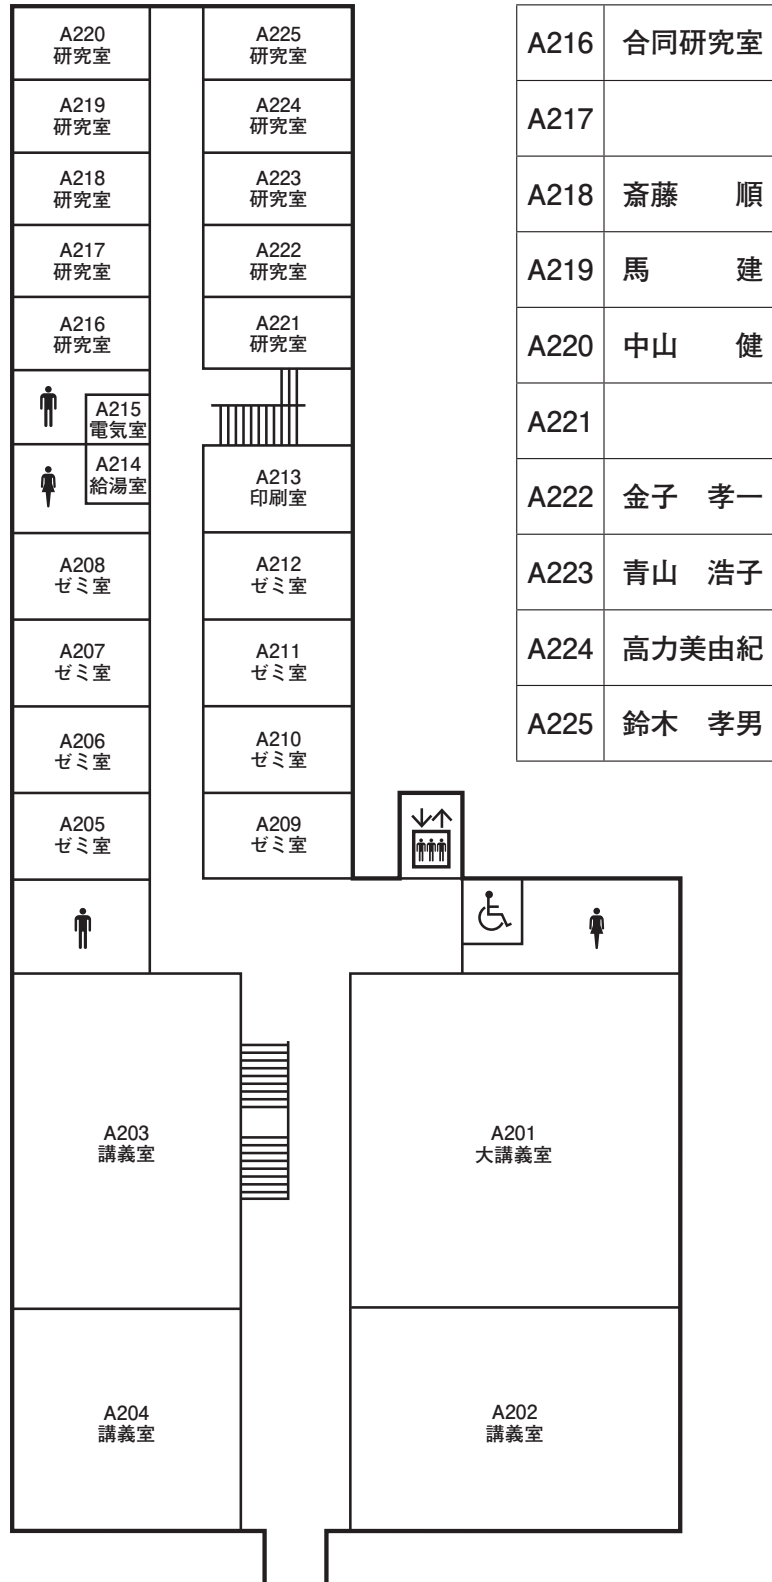 A220
研究室
A225
研究室
A219
研究室
A224
研究室
A218
研究室
A223
研究室
A217
研究室
A222
研究室
A216
研究室
A221
研究室
A215
電気室
A214
給湯室
A213
印刷室
A208
ゼミ室
A212
ゼミ室
A207
ゼミ室
A211
ゼミ室
A206
ゼミ室
A210
ゼミ室
A205
ゼミ室
A209
ゼミ室
A203
講義室
A201
大講義室
A204
講義室
A202
講義室
A216 合同研究室
A217
A218 斎藤 順
A219 馬 建
A220 中山 健
A221
A222 金子 孝一
A223 青山 浩子
A224 高力美由紀
A225 鈴木 孝男